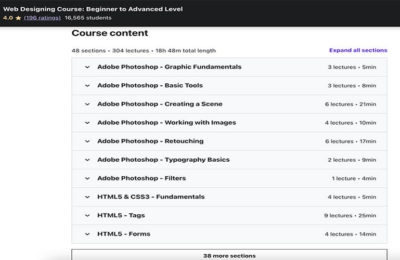 Web Designing Course: Beginner to Advanced Level
4.0 ★ (196 ratings) 16,565 students
Course content
48 sections • 304 lectures • 18h 48m total length Expand all sections
Adobe Photoshop - Graphic Fundamentals 3 lectures • 5min
Adobe Photoshop - Basic Tools 3 lectures • 8min
Adobe Photoshop - Creating a Scene 6 lectures • 21min
Adobe Photoshop - Working with Images 4 lectures • 10min
Adobe Photoshop - Retouching 6 lectures • 17min
Adobe Photoshop - Typography Basics 2 lectures • 9min
Adobe Photoshop - Filters 1 lecture • 4min
HTML5 & CSS3 - Fundamentals 4 lectures • 5min
HTML5 - Tags 9 lectures • 25min
HTML5 - Forms 4 lectures • 14min
38 more sections